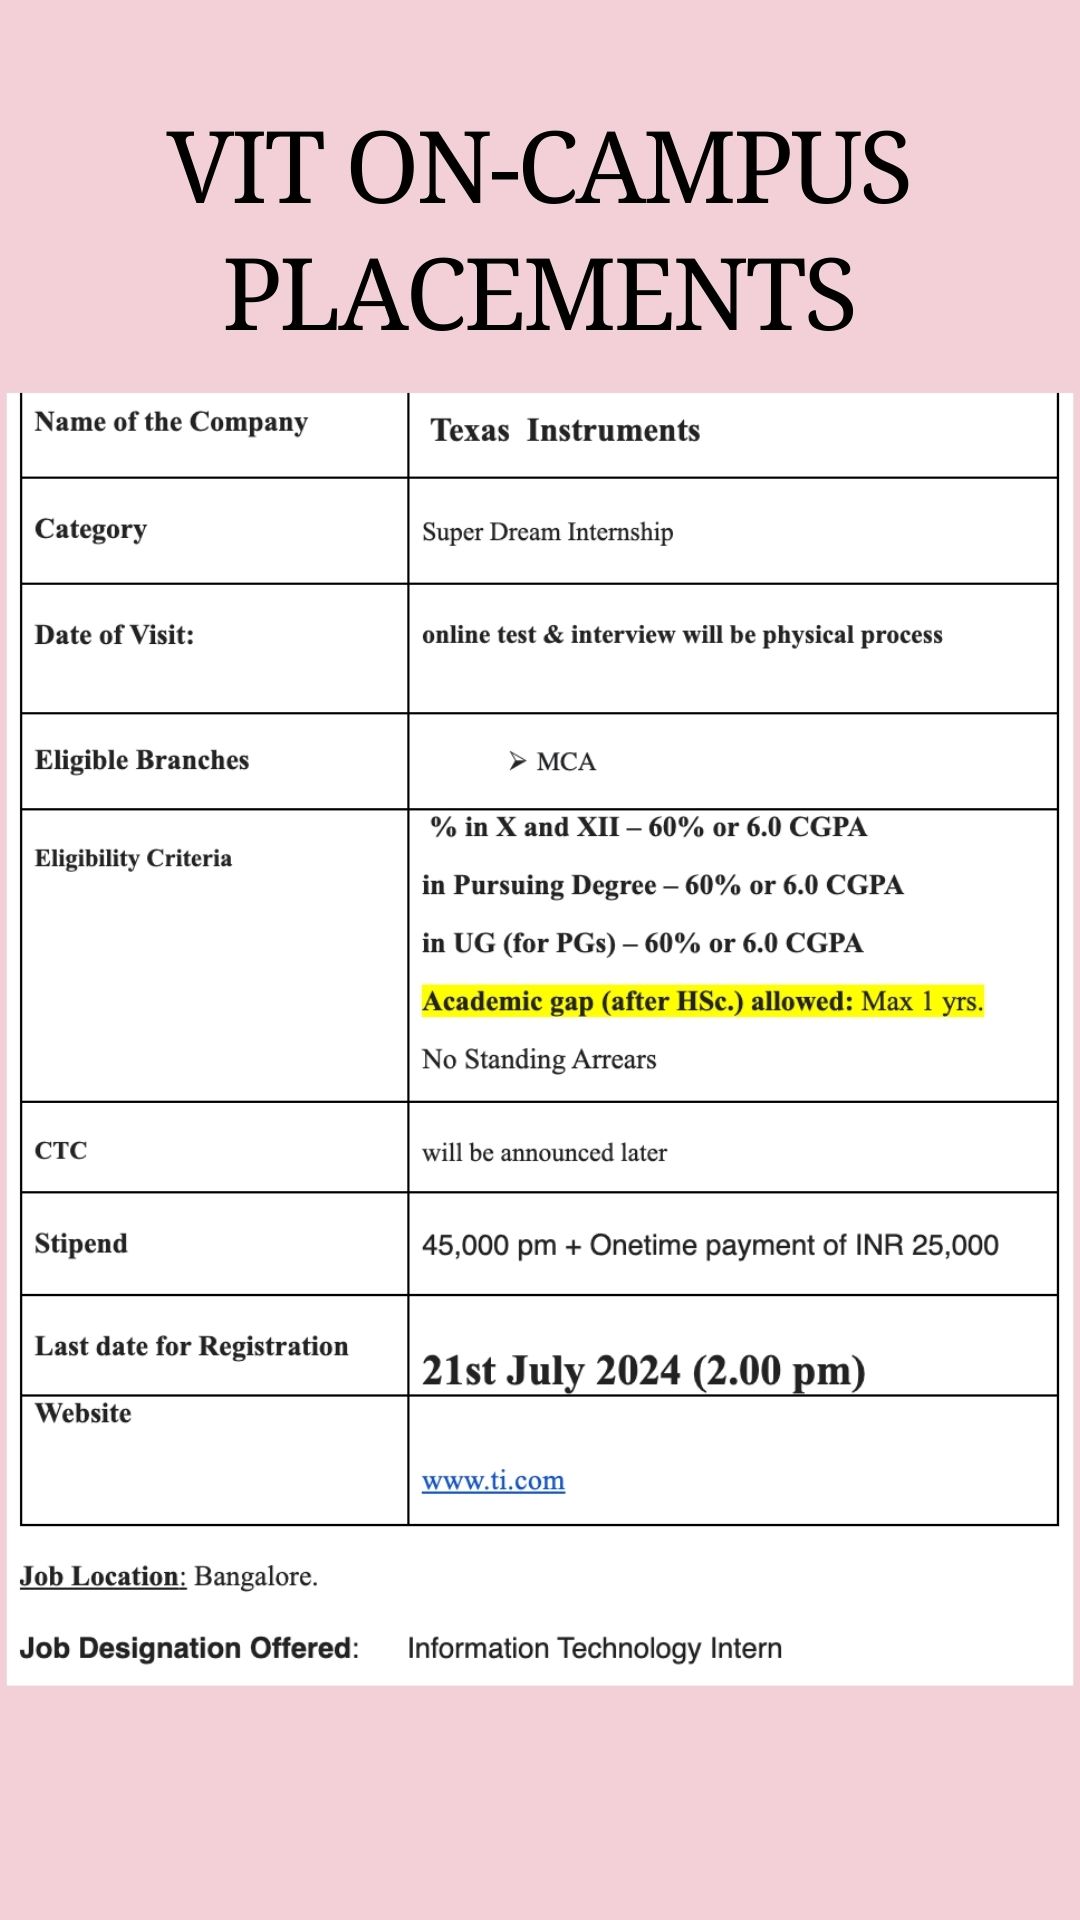 VIT ON-CAMPUS
PLACEMENTS
Name of the Company
Texas Instruments
Category
Super Dream Internship
Date of Visit:
online test & interview will be physical process
Eligible Branches
➢ MCA
Eligibility Criteria
% in X and XII – 60% or 6.0 CGPA
in Pursuing Degree – 60% or 6.0 CGPA
in UG (for PGs) – 60% or 6.0 CGPA
Academic gap (after HSc.) allowed: Max 1 yrs.
No Standing Arrears
CTC
will be announced later
Stipend
45,000 pm + Onetime payment of INR 25,000
Last date for Registration
21st July 2024 (2.00 pm)
Website
www.ti.com
Job Location: Bangalore.
Job Designation Offered: Information Technology Intern